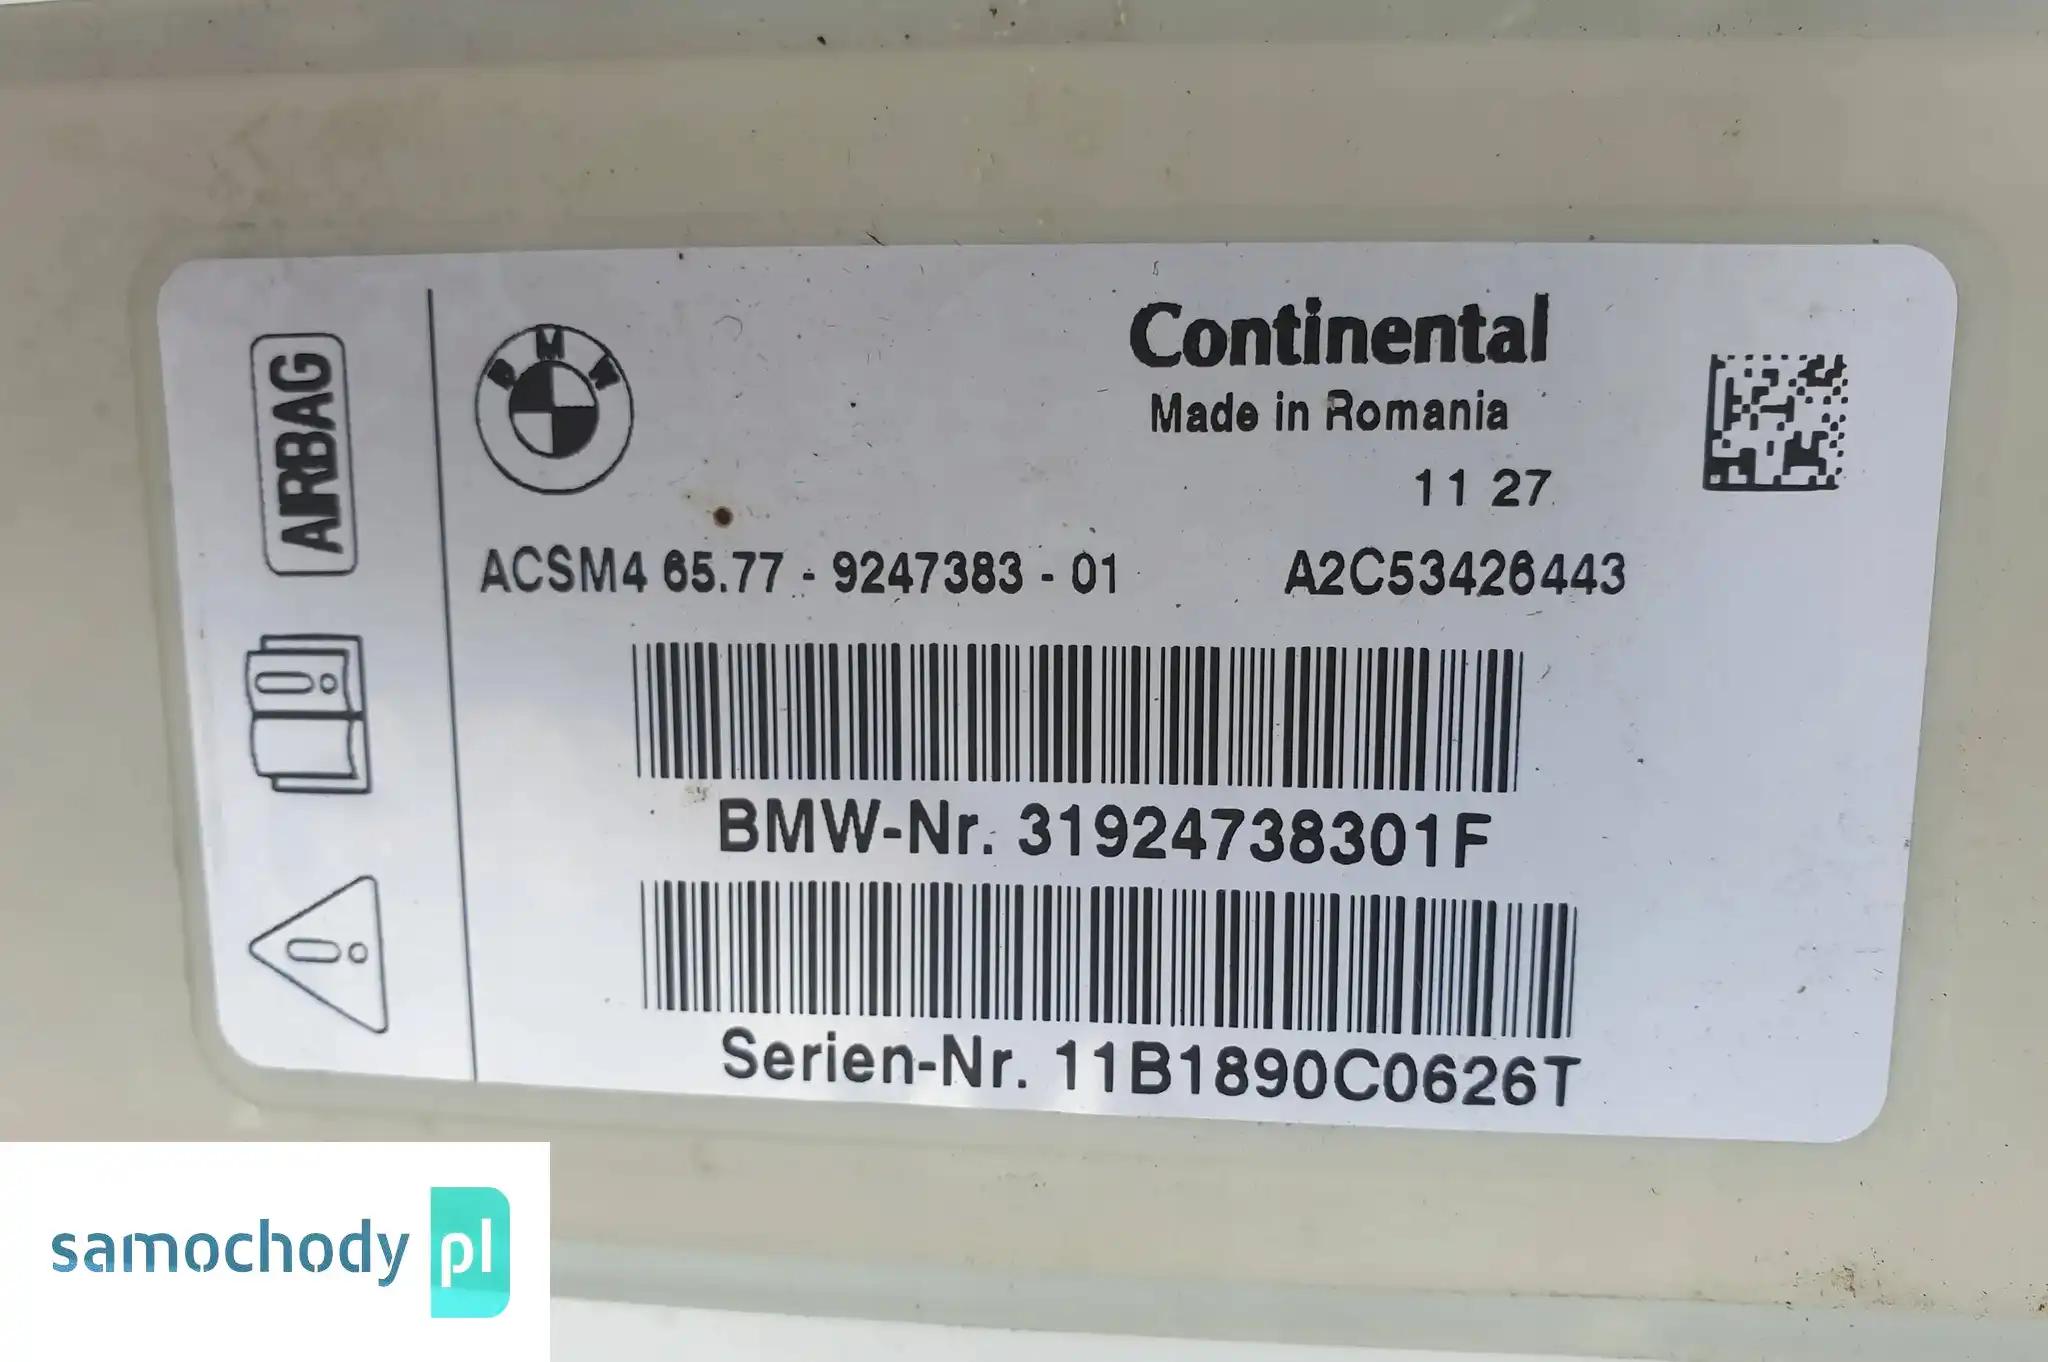 AIRBAG
BMW
Continental
Made in Romania
11 27
ACSM4 65.77 - 9247383 - 01 A2C53426443
BMW-Nr. 31924738301F
Serien-Nr. 11B1890C0626T
samochody pl